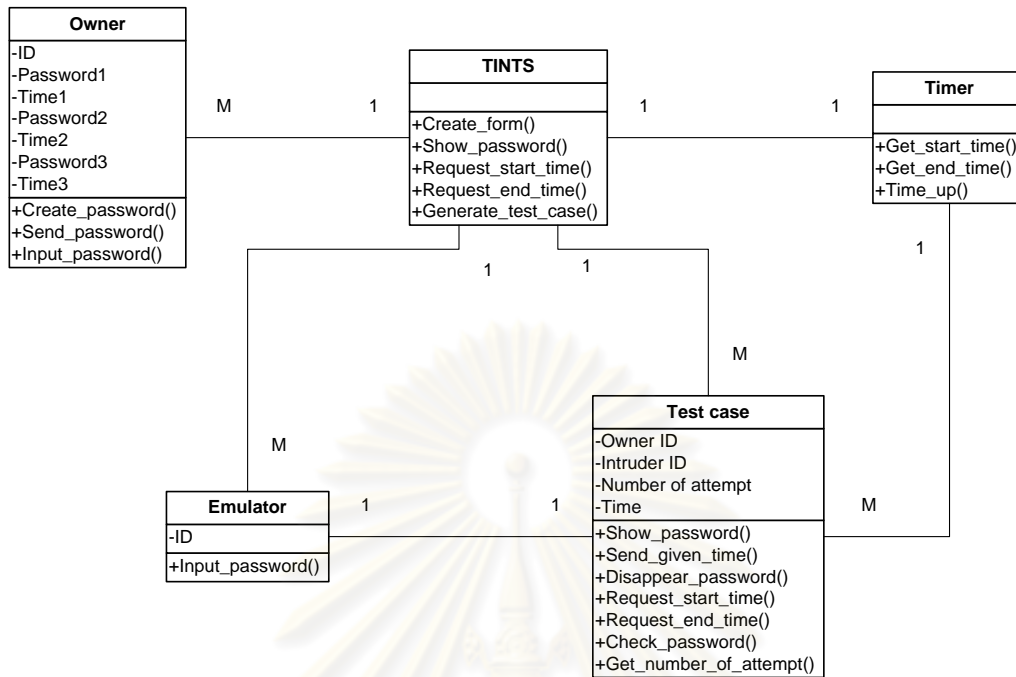 Owner
-ID
-Password1
-Time1
-Password2
-Time2
-Password3
-Time3
+Create_password()
+Send_password()
+Input_password()
M
1
TINTS
+Create_form()
+Show_password()
+Request_start_time()
+Request_end_time()
+Generate_test_case()
1
1
Timer
+Get_start_time()
+Get_end_time()
+Time_up()
1
1
1
M
M
Test case
-Owner ID
-Intruder ID
-Number of attempt
-Time
+Show_password()
+Send_given_time()
+Disappear_password()
+Request_start_time()
+Request_end_time()
+Check_password()
+Get_number_of_attempt()
M
Emulator
-ID
+Input_password()
1
1